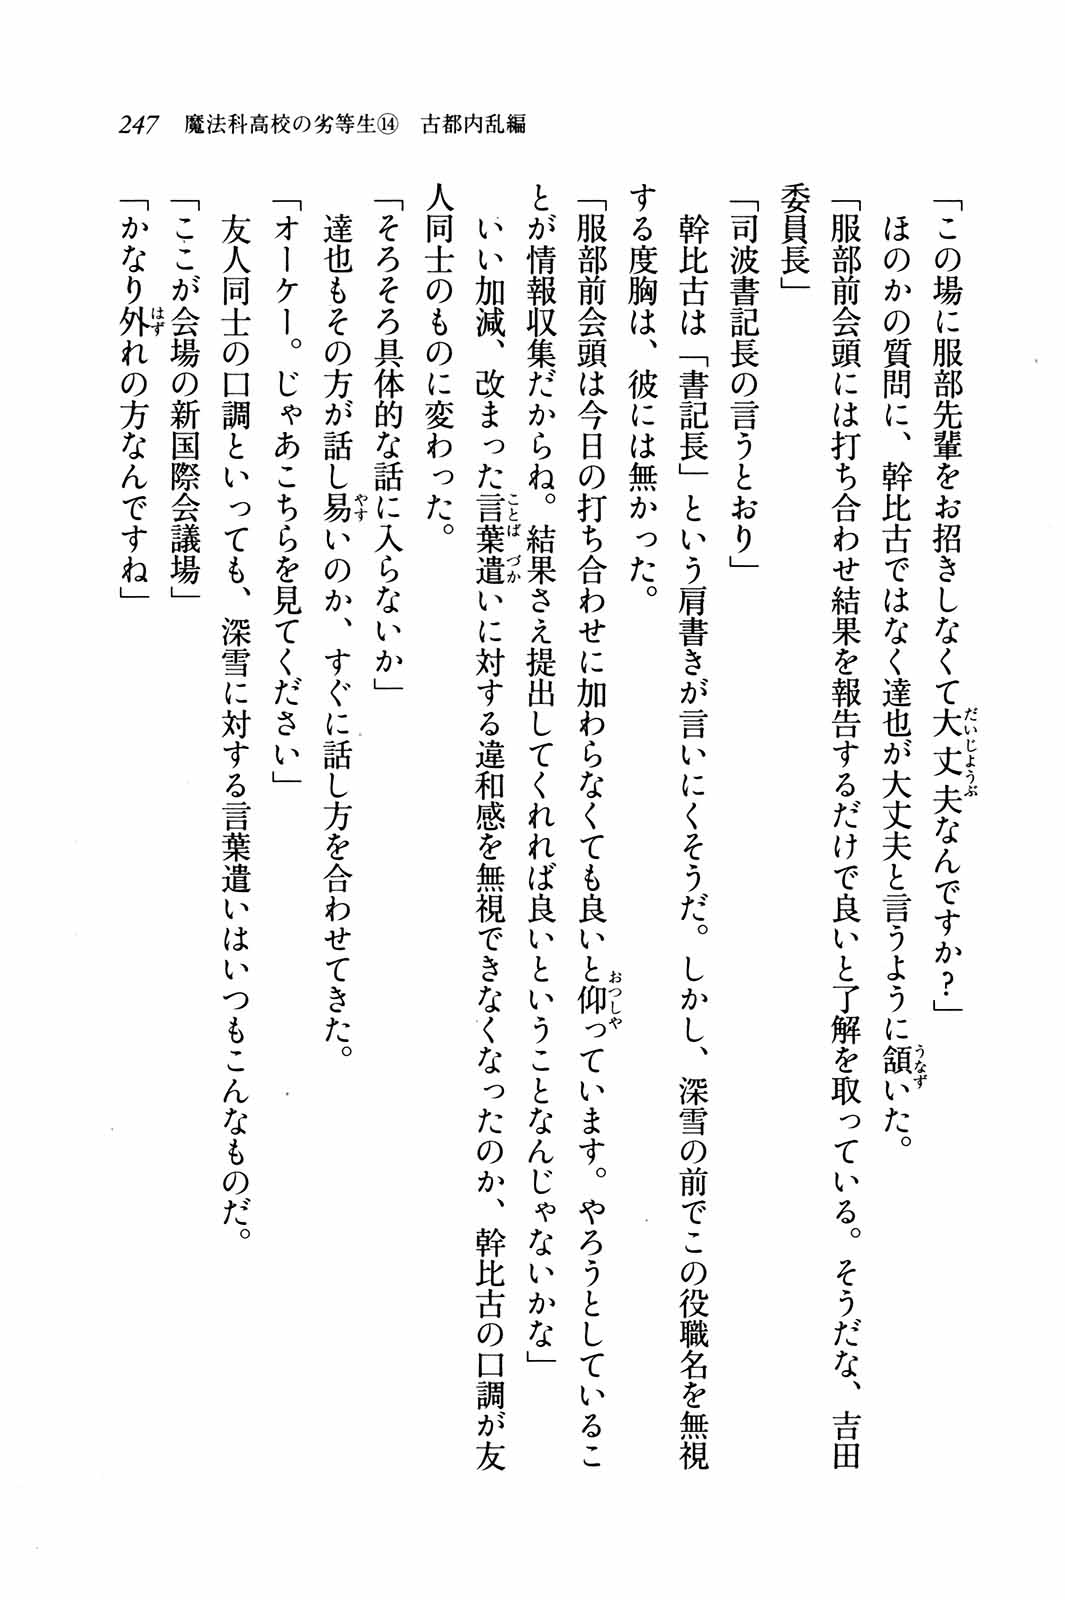 247 魔法科高校の劣等生⑭ 古都内乱編
「この場に服部先輩をお招きしなくて大丈夫なんですか?」
ほのかの質問に、幹比古ではなく達也が大丈夫と言うように頷いた。
「服部前会頭には打ち合わせ結果を報告するだけで良いと了解を取っている。そうだな、吉田
委員長」
「司波書記長の言うとおり」
幹比古は「書記長」という肩書きが言いにくそうだ。しかし、深雪の前でこの役職名を無視
する度胸は、彼には無かった。
「服部前会頭は今日の打ち合わせに加わらなくても良いと仰っています。やろうとしているこ
とが情報収集だからね。結果さえ提出してくれれば良いということなんじゃないかな」
いい加減、改まった言葉遣いに対する違和感を無視できなくなったのか、幹比古の口調が友
人同士のものに変わった。
「そろそろ具体的な話に入らないか」
達也もその方が話し易いのか、すぐに話し方を合わせてきた。
「オーケー。じゃあこちらを見てください」
友人同士の口調といっても、深雪に対する言葉遣いはいつもこんなものだ。
「ここが会場の新国際会議場」
「かなり外れの方なんですね」